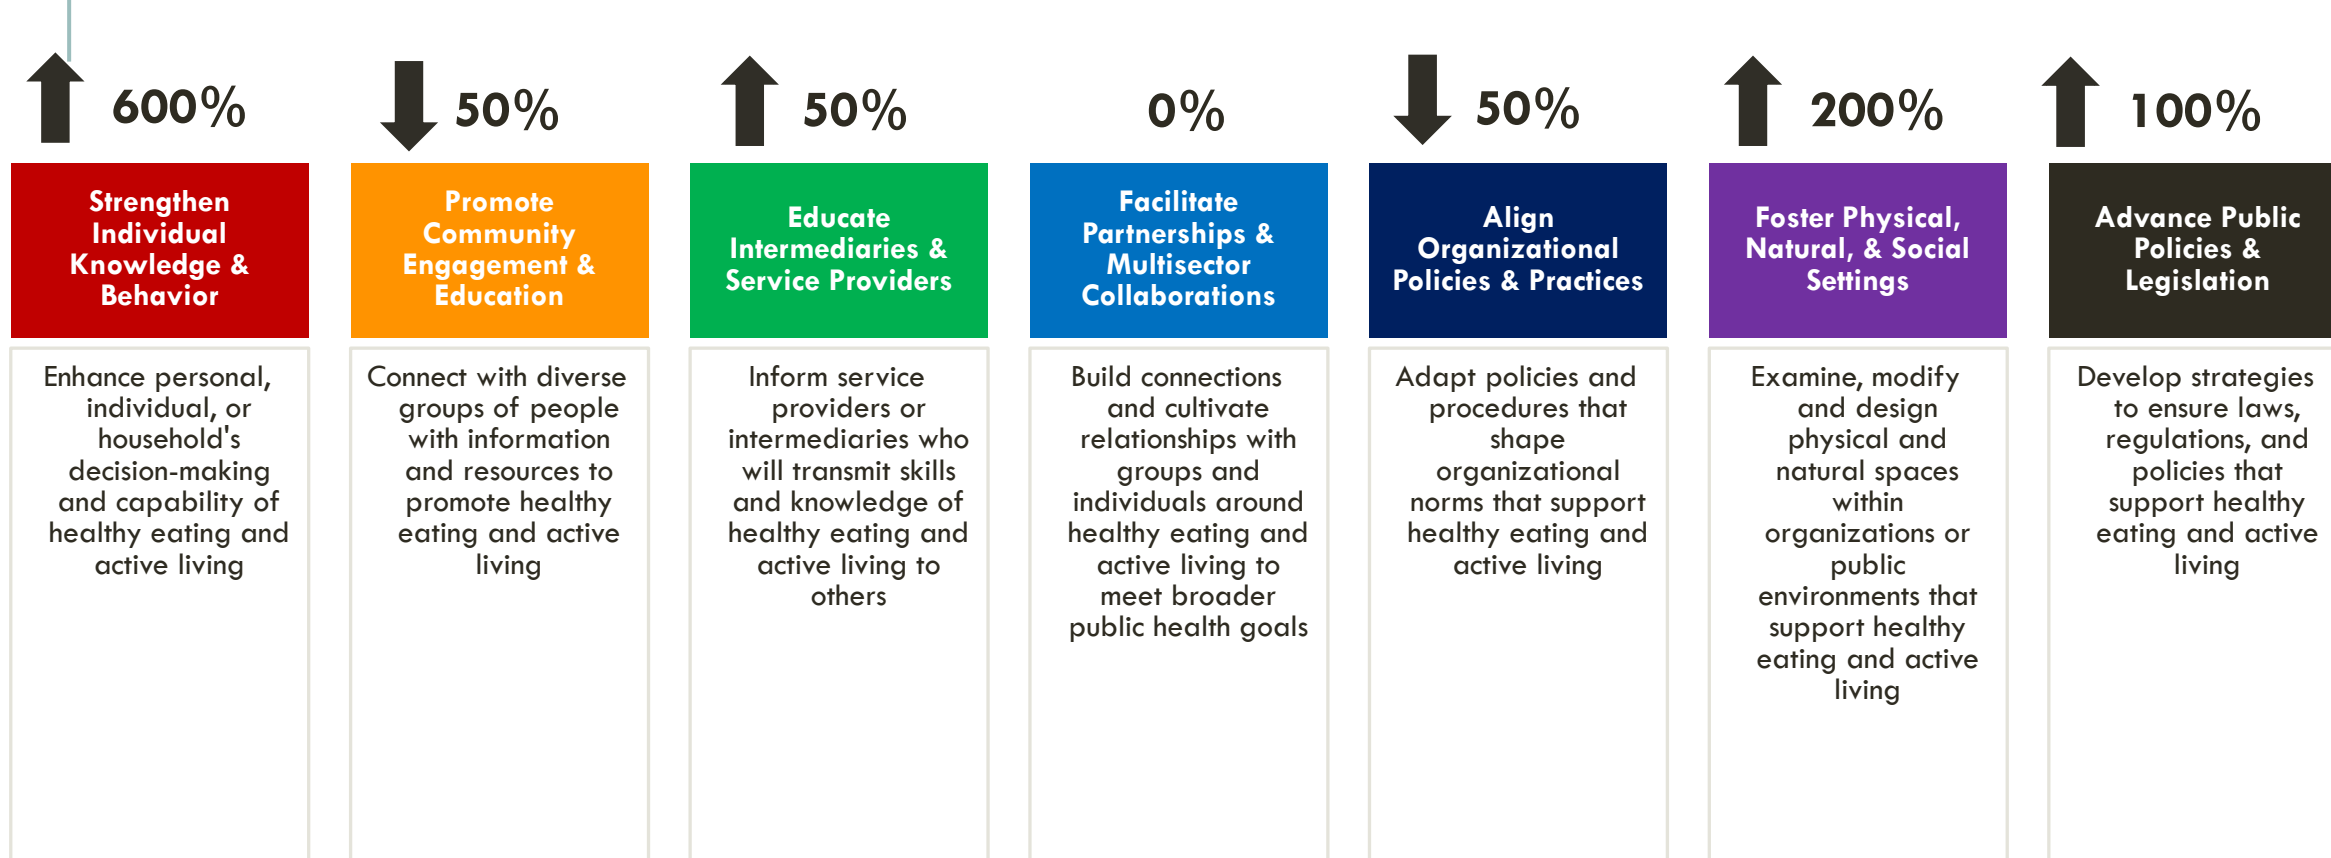 600%
50%
50%
0%
50%
200%
100%
Strengthen
Individual
Knowledge &
Behavior
Promote
Community
Engagement &
Education
Educate
Intermediaries &
Service Providers
Facilitate
Partnerships &
Multisector
Collaborations
Align
Organizational
Policies & Practices
Foster Physical,
Natural, & Social
Settings
Advance Public
Policies &
Legislation
Enhance personal,
individual, or
household's
decision-making
and capability of
healthy eating and
active living
Connect with diverse
groups of people
with information
and resources to
promote healthy
eating and active
living
Inform service
providers or
intermediaries who
will transmit skills
and knowledge of
healthy eating and
active living to
others
Build connections
and cultivate
relationships with
groups and
individuals around
healthy eating and
active living to
meet broader
public health goals
Adapt policies and
procedures that
shape
organizational
norms that support
healthy eating and
active living
Examine, modify
and design
physical and
natural spaces
within
organizations or
public
environments that
support healthy
eating and active
living
Develop strategies
to ensure laws,
regulations, and
policies that
support healthy
eating and active
living